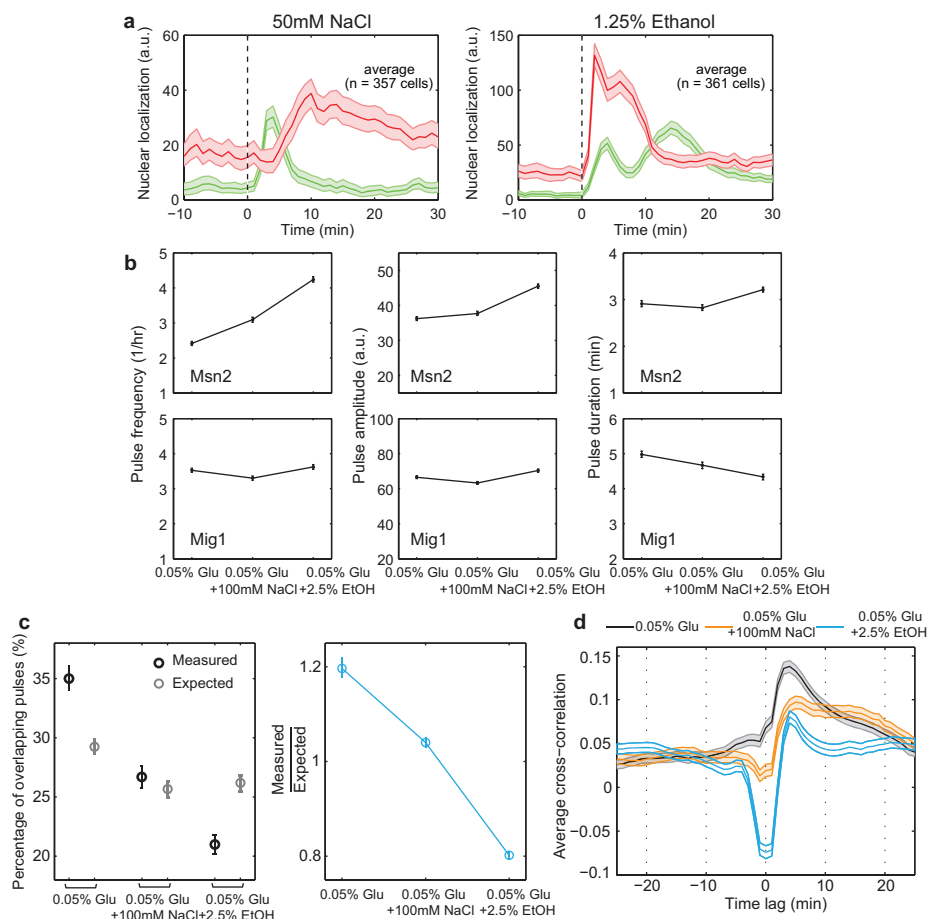 a
50mM NaCl
1.25% Ethanol
Nuclear localization (a.u.)
60
40
20
0
average
(n = 357 cells)
−10
0
10
20
30
Time (min)
Nuclear localization (a.u.)
150
100
50
0
average
(n = 361 cells)
−10
0
10
20
30
Time (min)
b
Pulse frequency (1/hr)
5
4
3
2
1
Msn2
5
4
3
2
1
Mig1
Pulse amplitude (a.u.)
50
40
30
20
Msn2
100
80
60
40
20
Mig1
Pulse duration (min)
4
3
2
1
Msn2
6
5
4
3
2
Mig1
0.05% Glu
0.05% Glu
+100mM NaCl
0.05% Glu
+2.5% EtOH
0.05% Glu
0.05% Glu
+100mM NaCl
0.05% Glu
+2.5% EtOH
0.05% Glu
0.05% Glu
+100mM NaCl
0.05% Glu
+2.5% EtOH
c
Percentage of overlapping pulses (%)
35
30
25
20
Measured
Expected
0.05% Glu
0.05% Glu
+100mM NaCl
0.05% Glu
+2.5% EtOH
Measured
Expected
1.2
1
0.8
0.05% Glu
0.05% Glu
+100mM NaCl
0.05% Glu
+2.5% EtOH
d
0.05% Glu
0.05% Glu
+100mM NaCl
0.05% Glu
+2.5% EtOH
Average cross−correlation
0.15
0.1
0.05
0
−0.05
−0.1
−20
−10
0
10
20
Time lag (min)